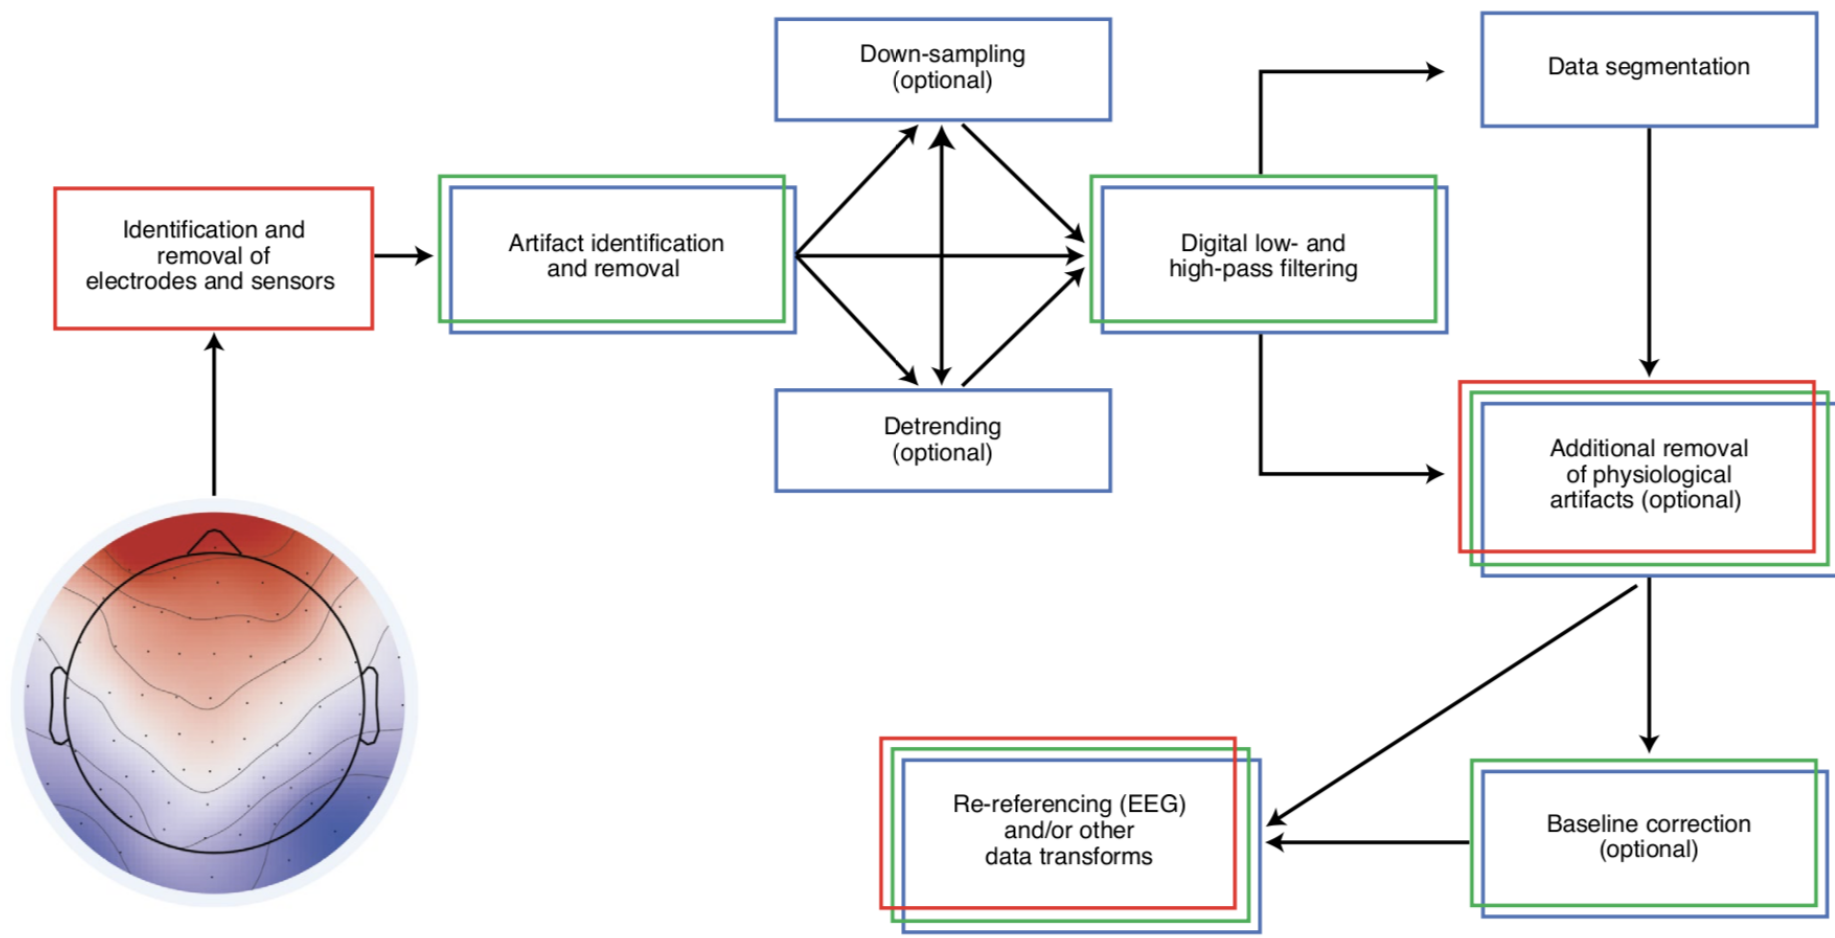 Down-sampling
(optional)
Data segmentation
Identification and
removal of
electrodes and sensors
Artifact identification
and removal
Digital low- and
high-pass filtering
Detrending
(optional)
Additional removal
of physiological
artifacts (optional)
Re-referencing (EEG)
and/or other
data transforms
Baseline correction
(optional)